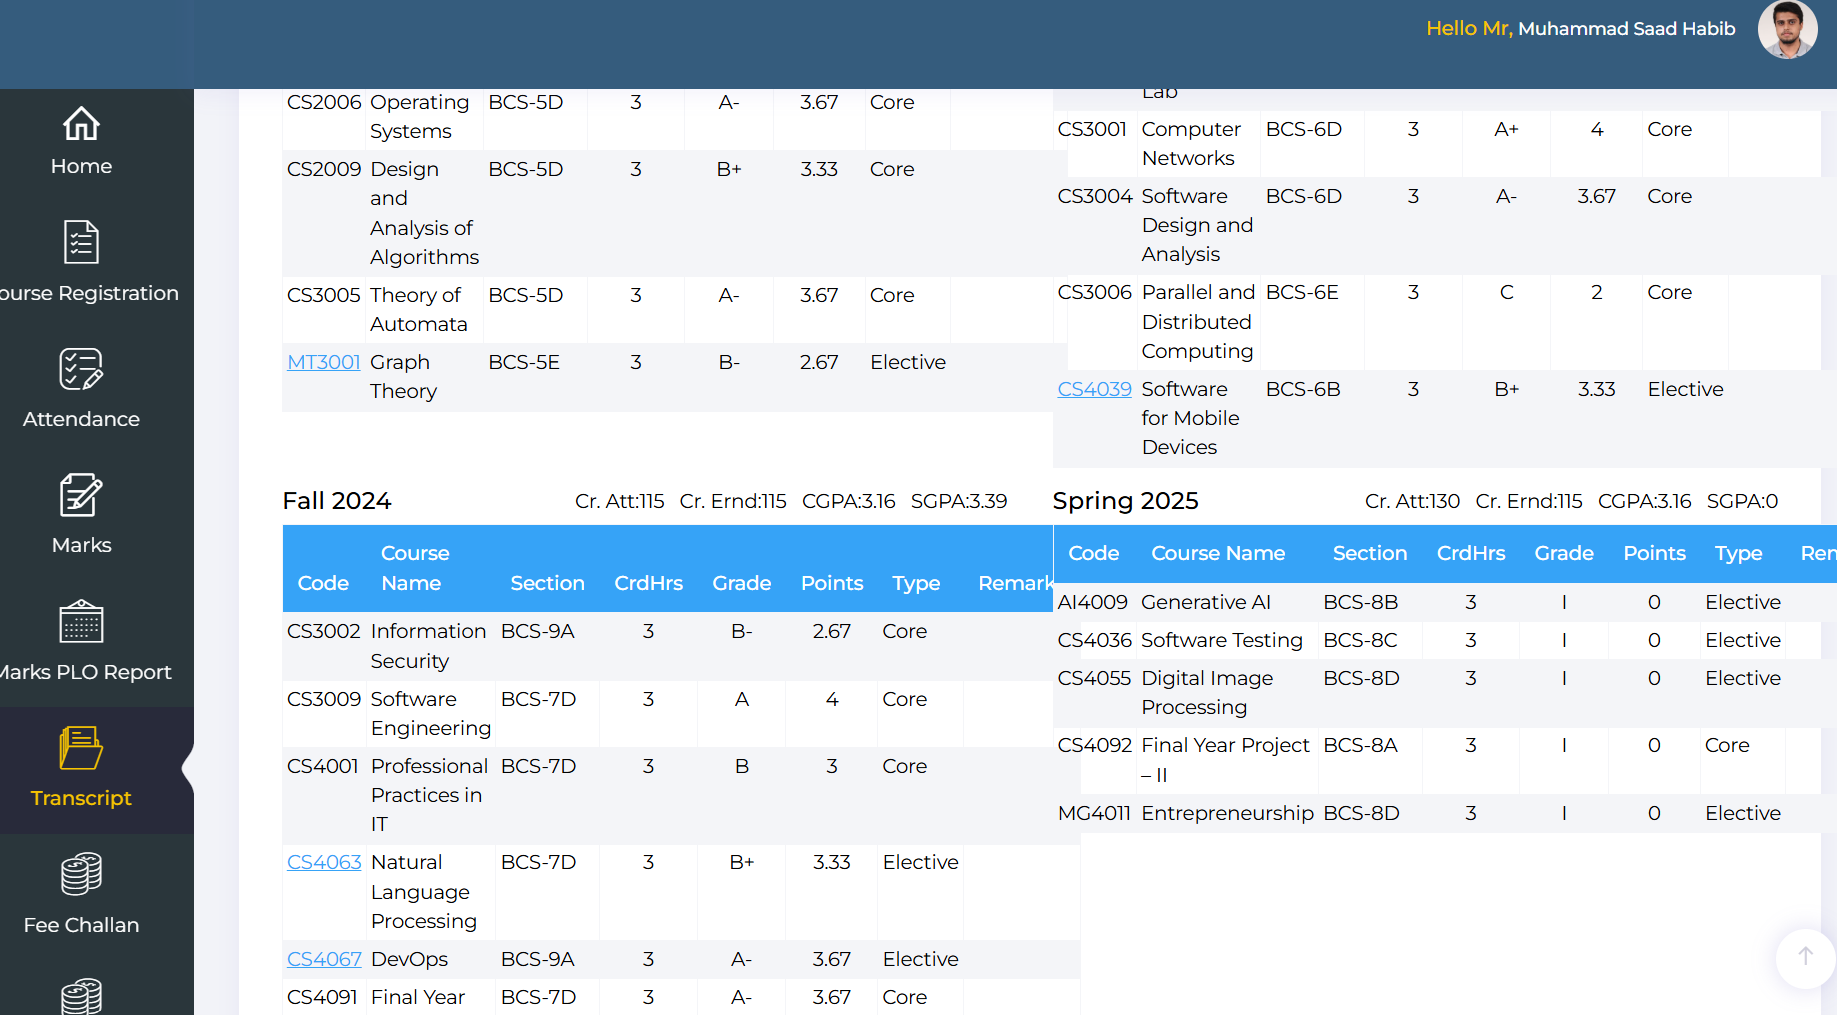 Hello Mr, Muhammad Saad Habib
Home
ourse Registration
Attendance
Marks
Marks PLO Report
Transcript
Fee Challan
CS2006 Operating BCS-5D 3 A- 3.67 Core
Systems
CS2009 Design BCS-5D 3 B+ 3.33 Core
and
Analysis of
Algorithms
CS3005 Theory of BCS-5D 3 A- 3.67 Core
Automata
MT3001 Graph BCS-5E 3 B- 2.67 Elective
Theory
Lab
CS3001 Computer BCS-6D 3 A+ 4 Core
Networks
CS3004 Software BCS-6D 3 A- 3.67 Core
Design and
Analysis
CS3006 Parallel and BCS-6E 3 C 2 Core
Distributed
Computing
CS4039 Software BCS-6B 3 B+ 3.33 Elective
for Mobile
Devices
Fall 2024 Cr. Att:115 Cr. Ernd:115 CGPA:3.16 SGPA:3.39
Course
Code Name Section CrdHrs Grade Points Type Remark
CS3002 Information BCS-9A 3 B- 2.67 Core
Security
CS3009 Software BCS-7D 3 A 4 Core
Engineering
CS4001 Professional BCS-7D 3 B 3 Core
Practices in
IT
CS4063 Natural BCS-7D 3 B+ 3.33 Elective
Language
Processing
CS4067 DevOps BCS-9A 3 A- 3.67 Elective
CS4091 Final Year BCS-7D 3 A- 3.67 Core
Spring 2025 Cr. Att:130 Cr. Ernd:115 CGPA:3.16 SGPA:0
Code Course Name Section CrdHrs Grade Points Type Rem
AI4009 Generative AI BCS-8B 3 I 0 Elective
CS4036 Software Testing BCS-8C 3 I 0 Elective
CS4055 Digital Image BCS-8D 3 I 0 Elective
Processing
CS4092 Final Year Project BCS-8A 3 I 0 Core
– II
MG4011 Entrepreneurship BCS-8D 3 I 0 Elective